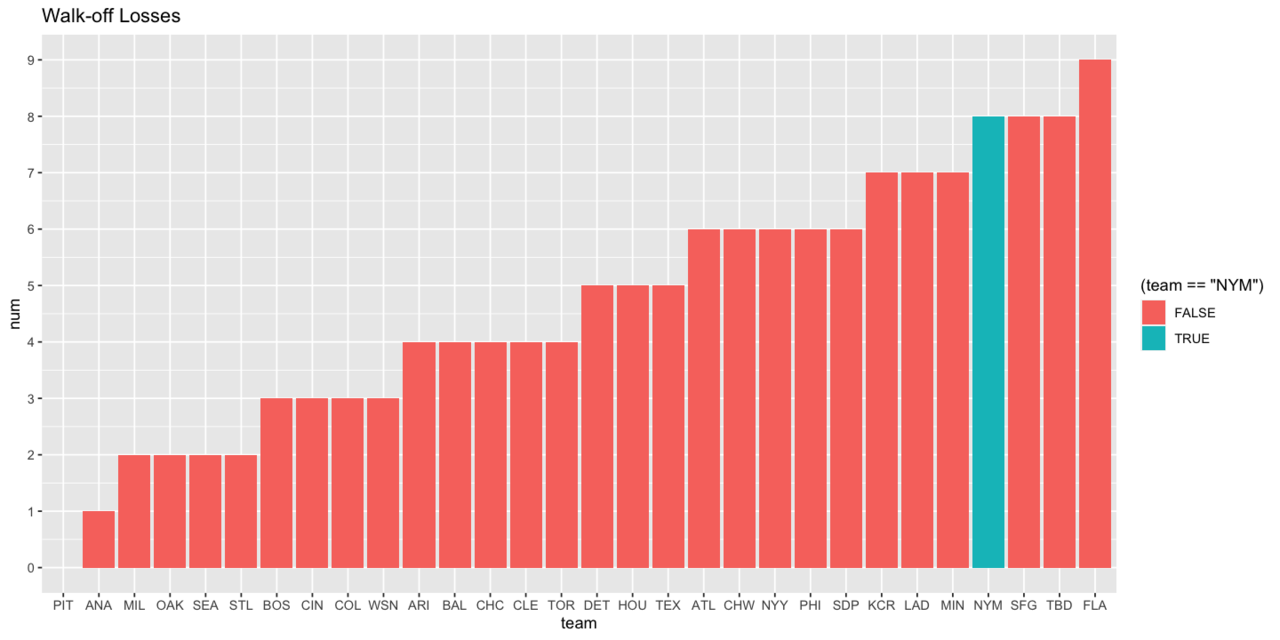 Walk-off Losses
9
8
7
6
5
4
3
2
1
0
num
PIT ANA MIL OAK SEA STL BOS CIN COL WSN ARI BAL CHC CLE TOR DET HOU TEX ATL CHW NYY PHI SDP KCR LAD MIN NYM SFG TBD FLA
team
(team == "NYM")
FALSE
TRUE